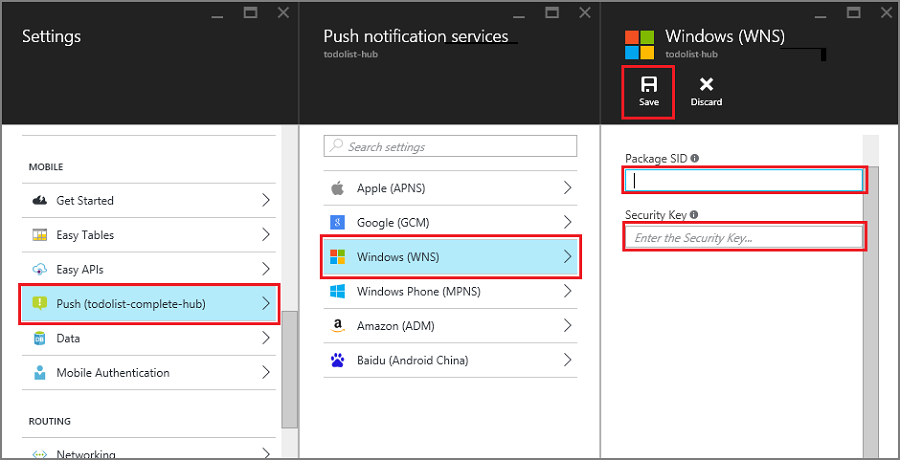 Settings
MOBILE
Get Started
Easy Tables
Easy APIs
Push (todolist-complete-hub)
Data
Mobile Authentication
ROUTING
Networking
Push notification services
todolist-hub
Search settings
Apple (APNS)
Google (GCM)
Windows (WNS)
Windows Phone (MPNS)
Amazon (ADM)
Baidu (Android China)
Windows (WNS)
todolist-hub
Save
Discard
Package SID
Security Key
Enter the Security Key...